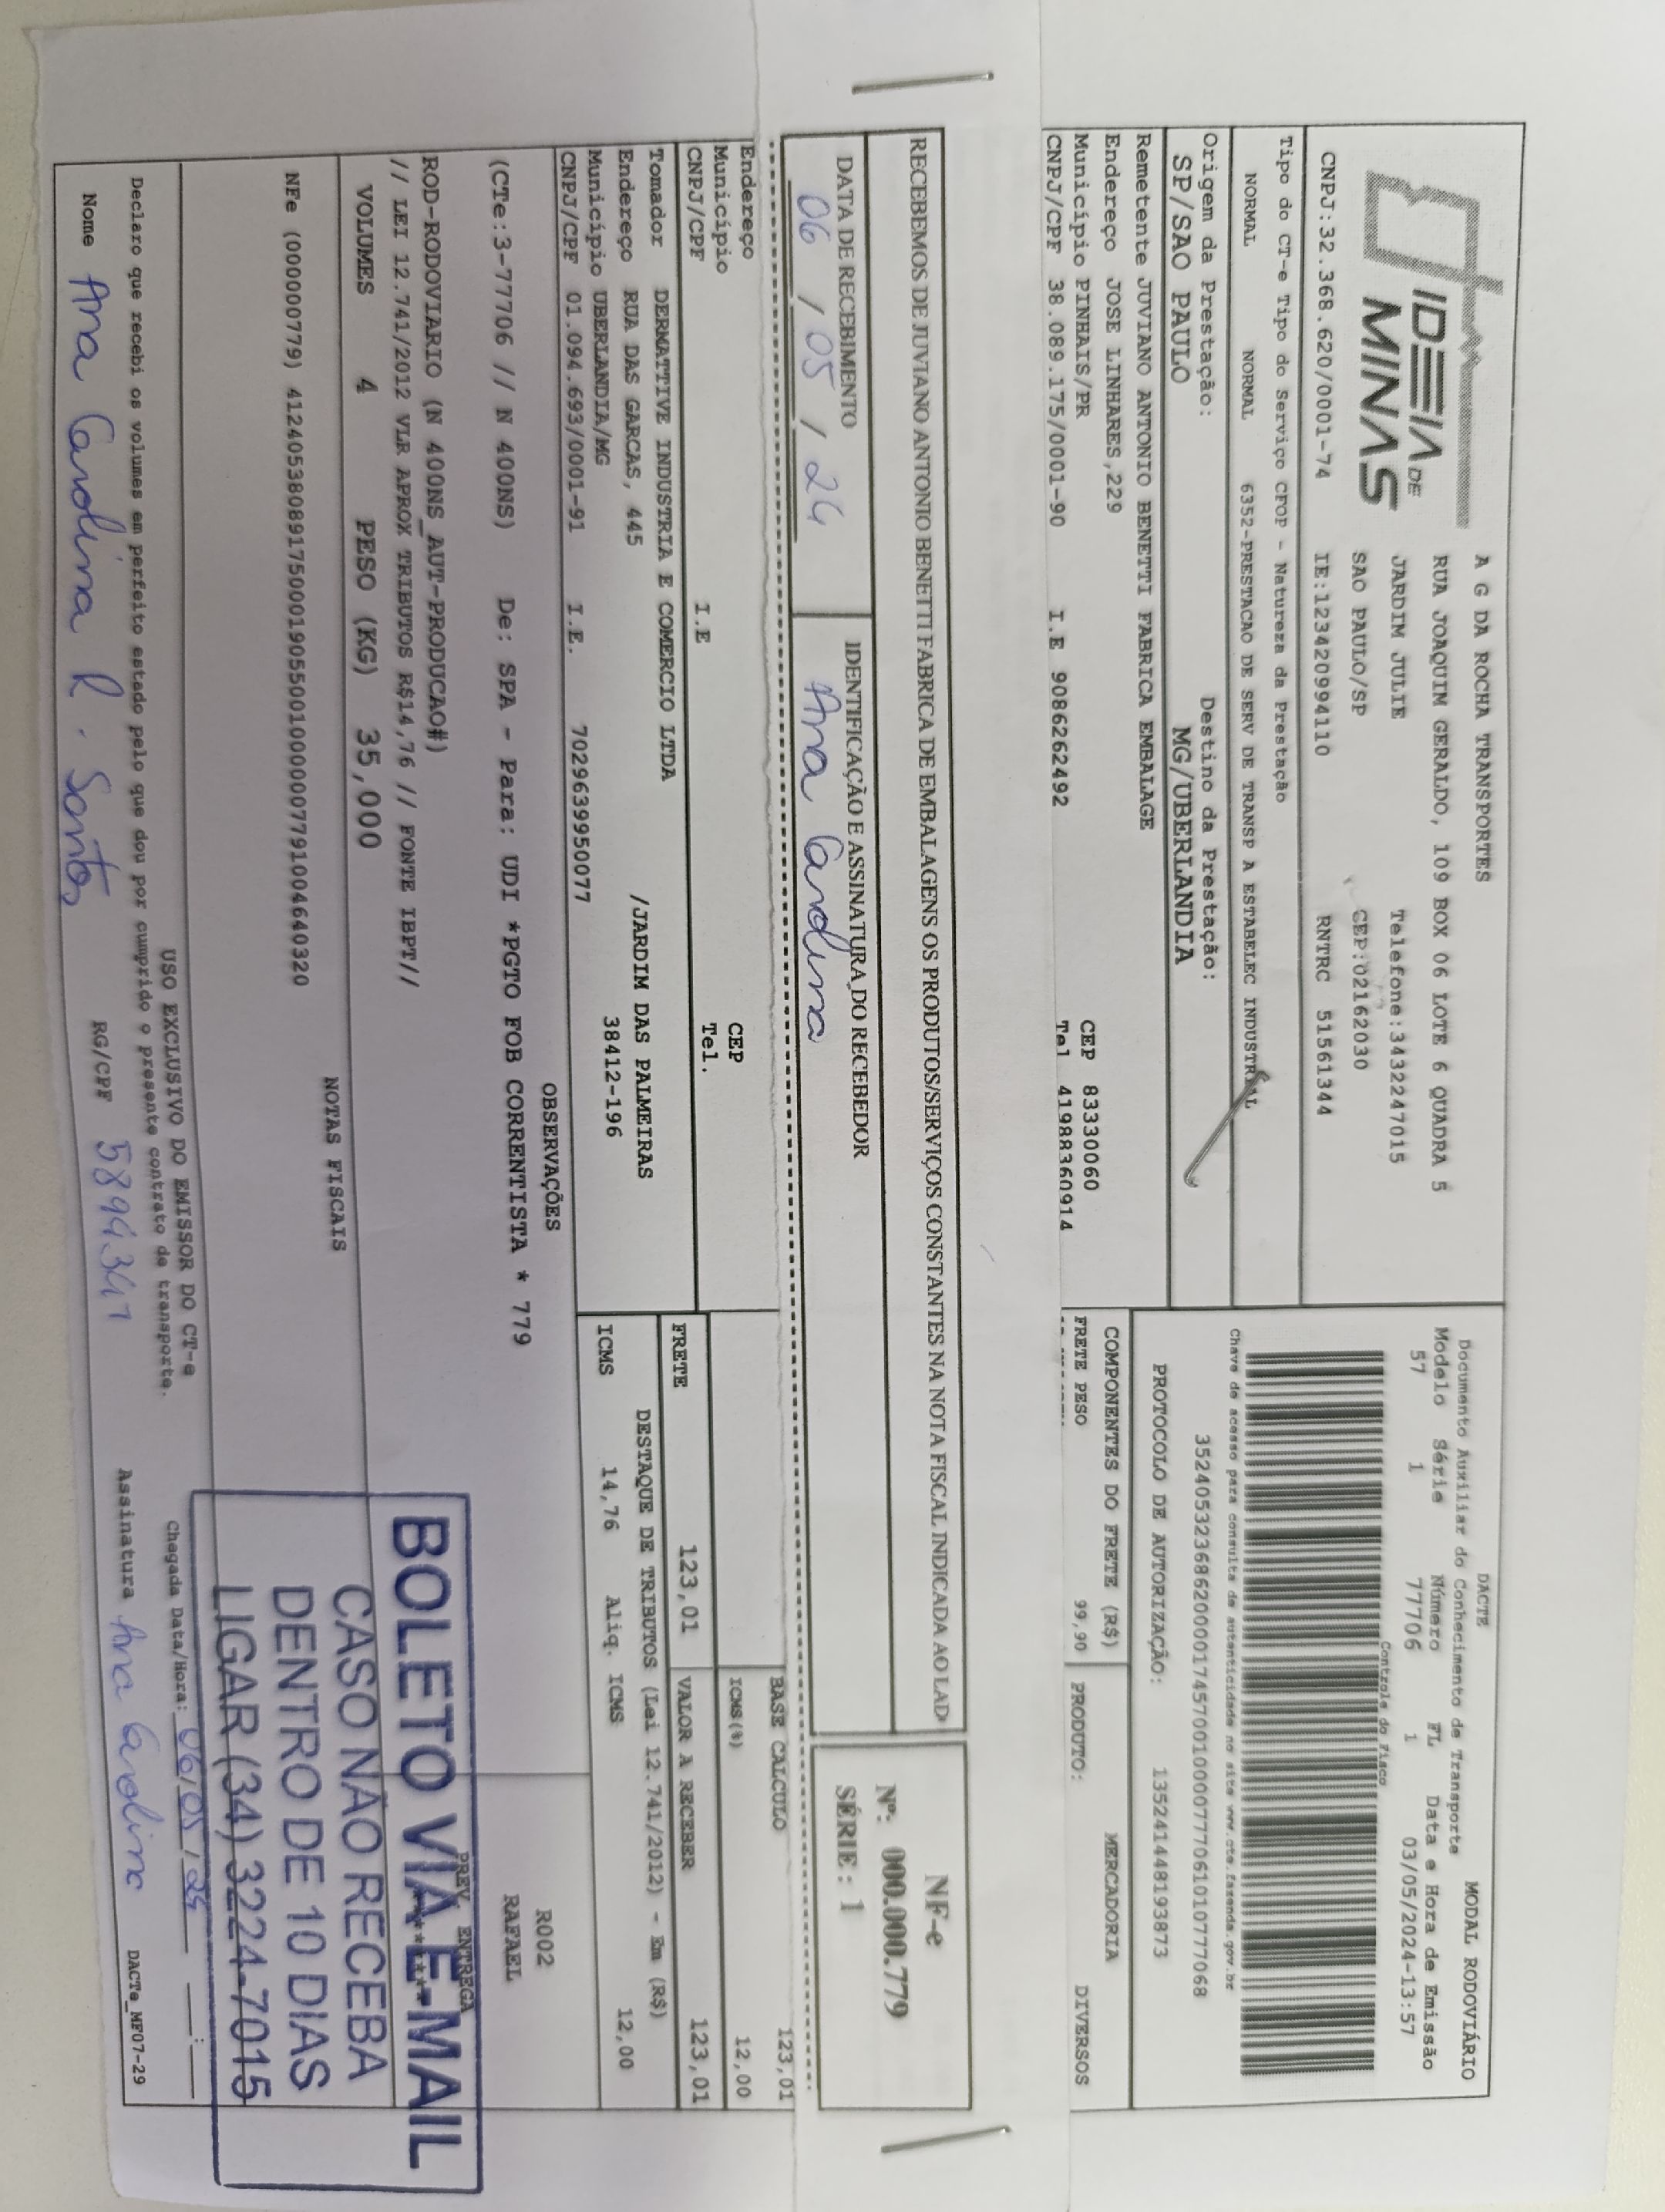 IDEIA DE
MINAS
A G DA ROCHA TRANSPORTES
RUA JOAQUIM GERALDO, 109 BOX 06 LOTE 6 QUADRA 5
JARDIM JULIE Telefone:3432247015
SAO PAULO/SP CEP:02162030
CNPJ:32.368.620/0001-74 IE:123420994110 RNTRC 51561344
DACTE MODAL RODOVIÁRIO
Documento Auxiliar do Conhecimento de Transporte
Modelo Série Número FL Data e Hora de Emissão
57 1 77706 1 03/05/2024-13:57
Controle do Fisco
Chave de acesso para consulta de autenticidade no site www.cte.fazenda.gov.br
35240532368620000174570010000777061010777068
PROTOCOLO DE AUTORIZAÇÃO: 135241448193873
Tipo do CT-e Tipo do Serviço CFOP - Natureza da Prestação
NORMAL NORMAL 6352-PRESTACAO DE SERV DE TRANSP A ESTABELEC INDUSTRIAL
Origem da Prestação: Destino da Prestação:
SP/SAO PAULO MG/UBERLANDIA
Remetente JUVIANO ANTONIO BENETTI FABRICA EMBALAGE
Endereço JOSE LINHARES,229
Município PINHAIS/PR CEP 83330060
CNPJ/CPF 38.089.175/0001-90 I.E 9086262492 Tel 41988360914
COMPONENTES DO FRETE (R$) MERCADORIA
FRETE PESO 99,90 PRODUTO: DIVERSOS
RECEBEMOS DE JUVIANO ANTONIO BENETTI FABRICA DE EMBALAGENS OS PRODUTOS/SERVIÇOS CONSTANTES NA NOTA FISCAL INDICADA AO LAD
DATA DE RECEBIMENTO IDENTIFICAÇÃO E ASSINATURA DO RECEBEDOR
06 / 05 / 24 Ana Carolina
NF-e
Nº: 000.000.779
SÉRIE : 1
Endereço
Município CEP
CNPJ/CPF I.E Tel.
BASE CALCULO 123,01
ICMS(%) 12,00
FRETE 123,01 VALOR A RECEBER 123,01
Tomador DERMATTIVE INDUSTRIA E COMERCIO LTDA
Endereço RUA DAS GARCAS, 445 /JARDIM DAS PALMEIRAS
Município UBERLANDIA/MG 38412-196
CNPJ/CPF 01.094.693/0001-91 I.E. 7029639950077
DESTAQUE DE TRIBUTOS (Lei 12.741/2012) - Em (R$)
ICMS 14,76 Aliq. ICMS 12,00
OBSERVAÇÕES
(CTe:3-77706 // N 400NS) De: SPA - Para: UDI *PGTO FOB CORRENTISTA * 779
R002
RAFAEL
ROD-RODOVIARIO (N 400NS_AUT-PRODUCAO#)
// LEI 12.741/2012 VLR APROX TRIBUTOS R$14,76 // FONTE IBPT//
PREV. ENTREGA
VOLUMES 4 PESO (KG) 35,000
NOTAS FISCAIS
NFe (000000779) 41240538089175000190550010000007791004640320
BOLETO VIA E-MAIL
CASO NÃO RECEBA
DENTRO DE 10 DIAS
LIGAR (34) 3224-7015
USO EXCLUSIVO DO EMISSOR DO CT-e
Declaro que recebi os volumes em perfeito estado pelo que dou por cumprido o presente contrato de transporte.
Chegada Data/Hora: 06/05/24 __:__
Nome Ana Carolina R. Santos RG/CPF Assinatura Ana Carolina
DACTe_MF07-29